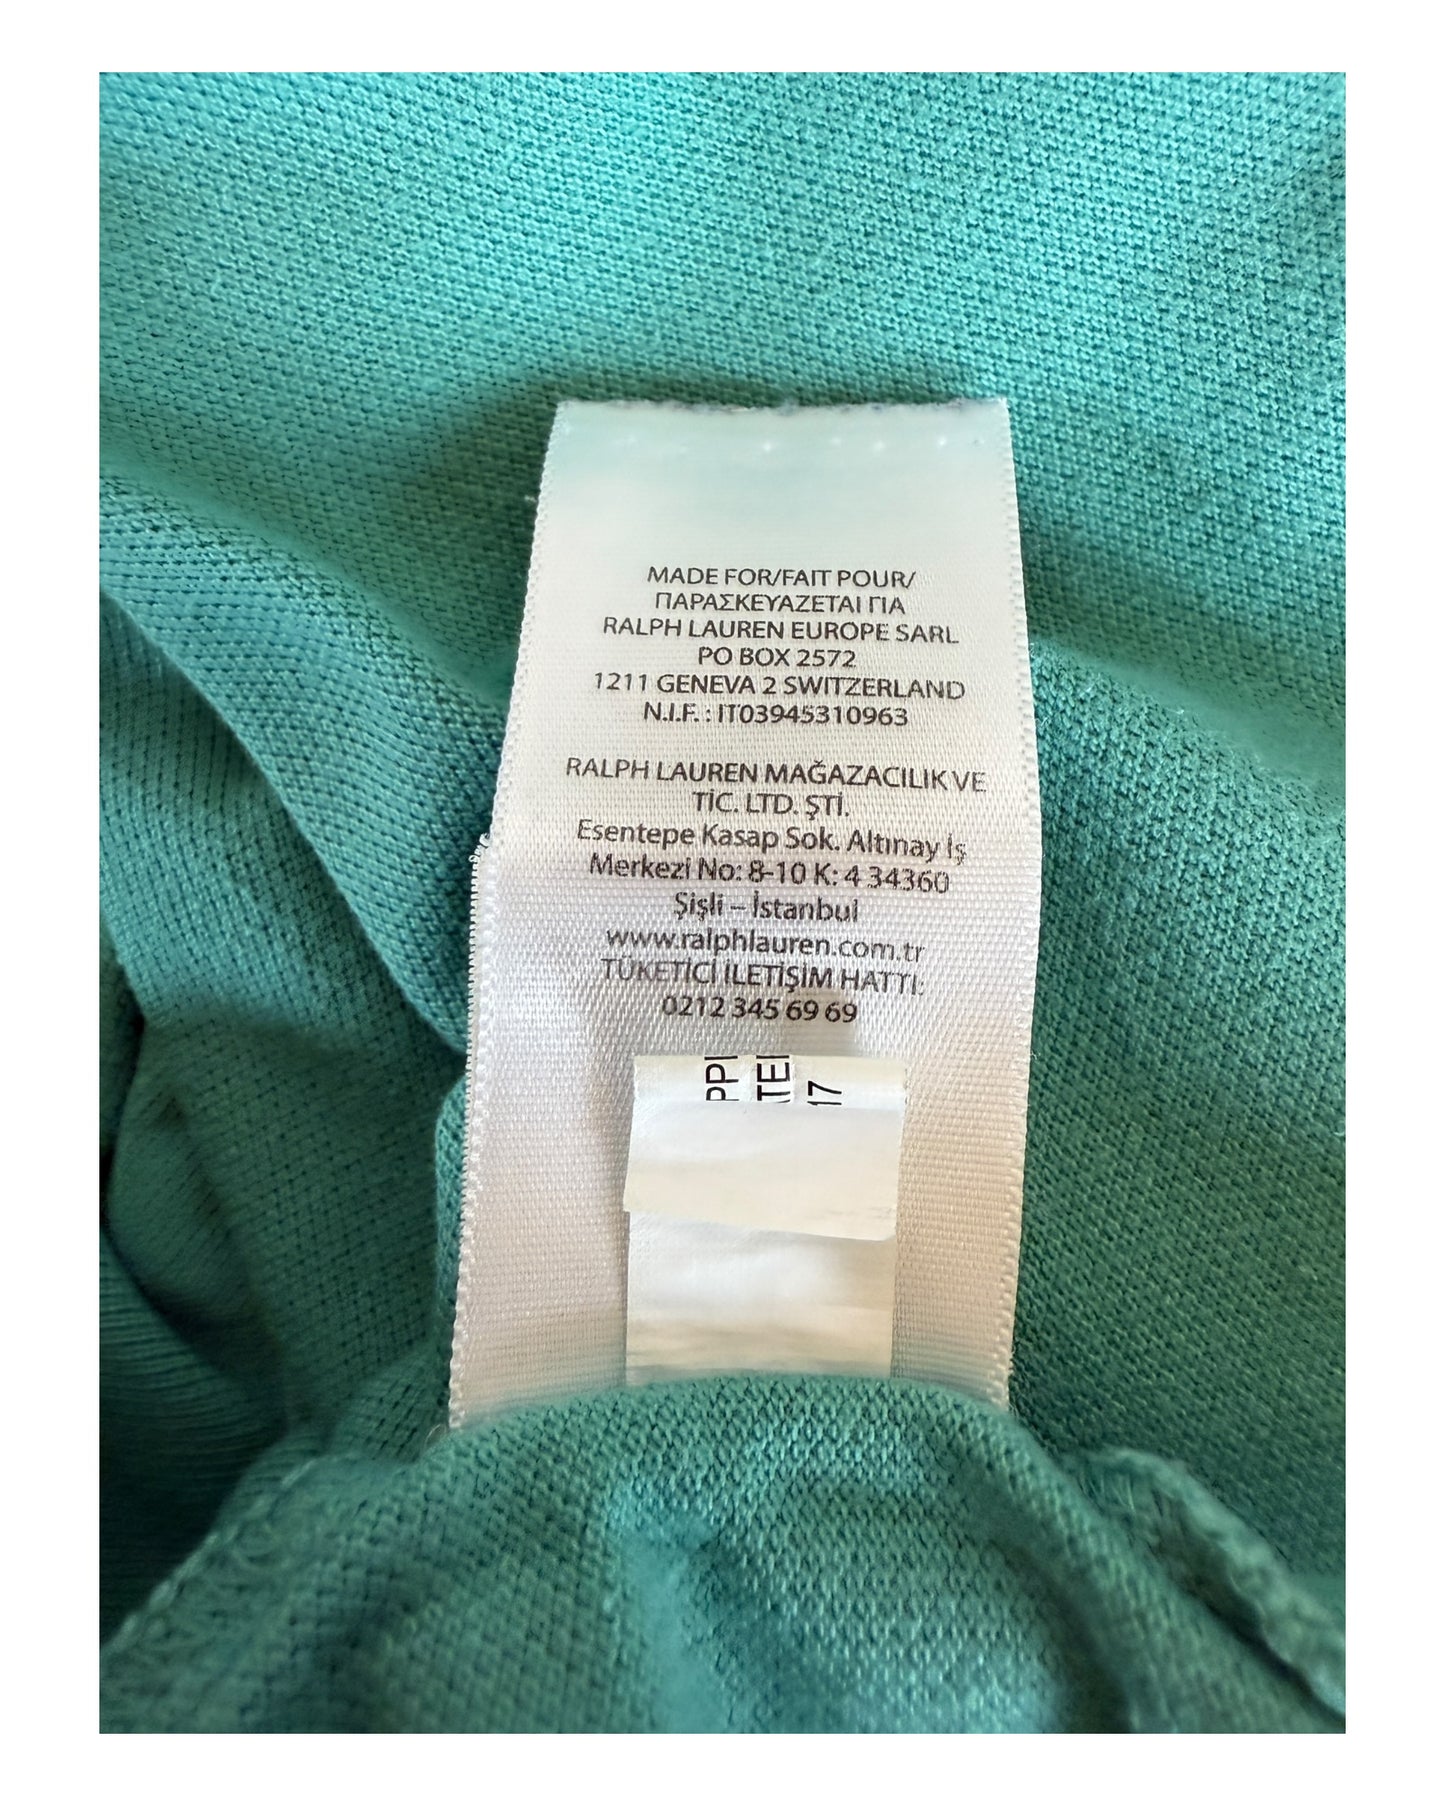 MADE FOR/FAIT POUR/
ΠΑΡΑΣΚΕΥΑΖΕΤΑΙ ΓΙΑ
RALPH LAUREN EUROPE SARL
PO BOX 2572
1211 GENEVA 2 SWITZERLAND
N.I.F. : IT03945310963
RALPH LAUREN MAĞAZACILIK VE
TİC. LTD. ŞTİ.
Esentepe Kasap Sok. Altınay İş
Merkezi No: 8-10 K: 4 34360
Şişli – İstanbul
www.ralphlauren.com.tr
TÜKETİCİ İLETİŞİM HATTI:
0212 345 69 69